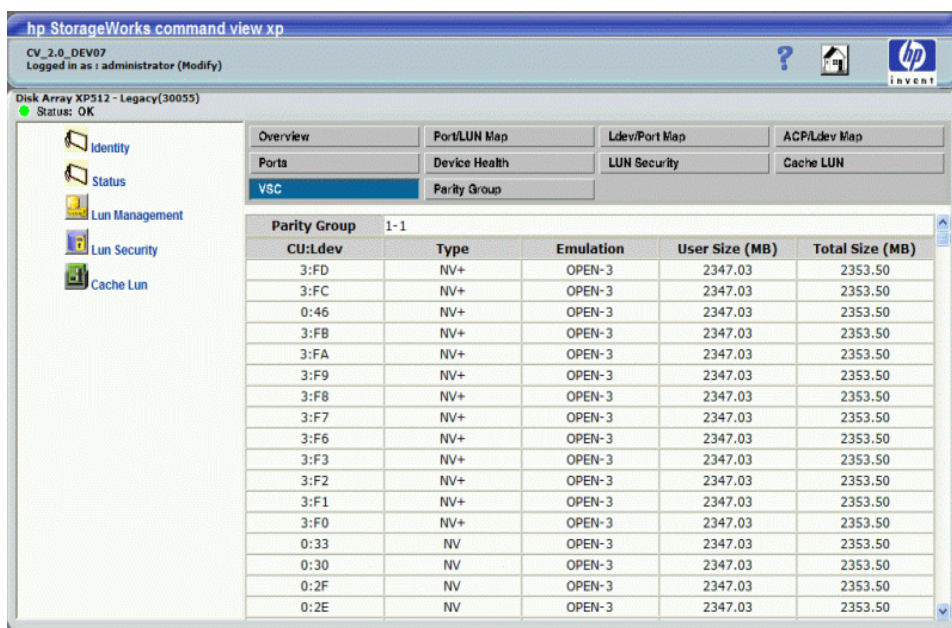 hp StorageWorks command view xp
CV_2.0_DEV07
Logged in as : administrator (Modify)
?
hp
invent
Disk Array XP512 - Legacy(30055)
Status: OK
Identity
Status
Lun Management
Lun Security
Cache Lun
Overview Port/LUN Map Ldev/Port Map ACP/Ldev Map
Ports Device Health LUN Security Cache LUN
VSC Parity Group
Parity Group 1-1
CU:Ldev Type Emulation User Size (MB) Total Size (MB)
3:FD NV+ OPEN-3 2347.03 2353.50
3:FC NV+ OPEN-3 2347.03 2353.50
0:46 NV+ OPEN-3 2347.03 2353.50
3:FB NV+ OPEN-3 2347.03 2353.50
3:FA NV+ OPEN-3 2347.03 2353.50
3:F9 NV+ OPEN-3 2347.03 2353.50
3:F8 NV+ OPEN-3 2347.03 2353.50
3:F7 NV+ OPEN-3 2347.03 2353.50
3:F6 NV+ OPEN-3 2347.03 2353.50
3:F3 NV+ OPEN-3 2347.03 2353.50
3:F2 NV+ OPEN-3 2347.03 2353.50
3:F1 NV+ OPEN-3 2347.03 2353.50
3:F0 NV+ OPEN-3 2347.03 2353.50
0:33 NV OPEN-3 2347.03 2353.50
0:30 NV OPEN-3 2347.03 2353.50
0:2F NV OPEN-3 2347.03 2353.50
0:2E NV OPEN-3 2347.03 2353.50